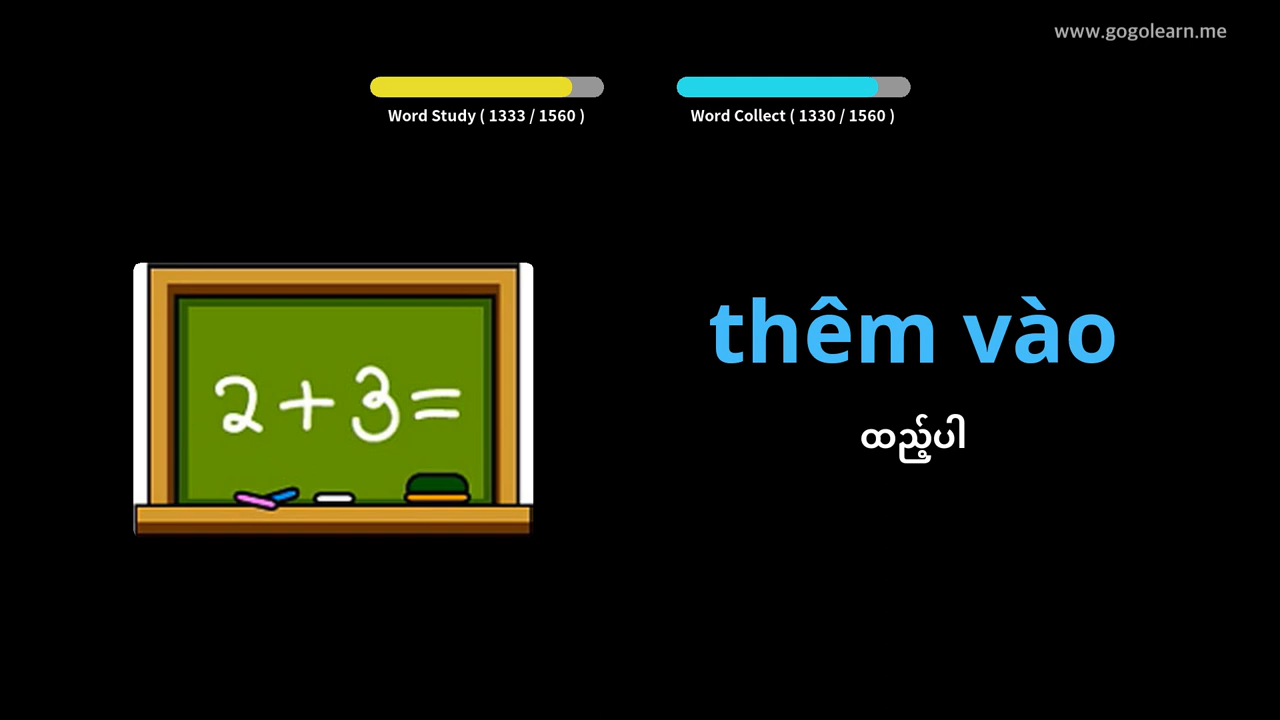 www.gogolearn.me
Word Study ( 1333 / 1560 )
Word Collect ( 1330 / 1560 )
2+3=
thêm vào
ထည့်ပါ